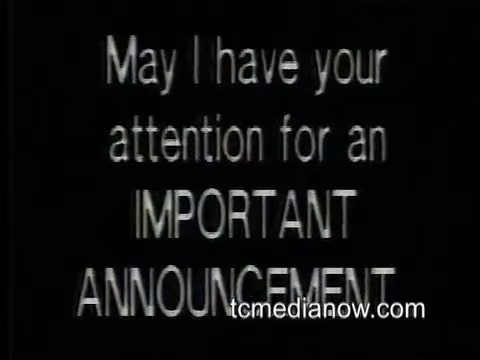 May I have your
attention for an
IMPORTANT
ANNOUNCEMENT
tcmedianow.com